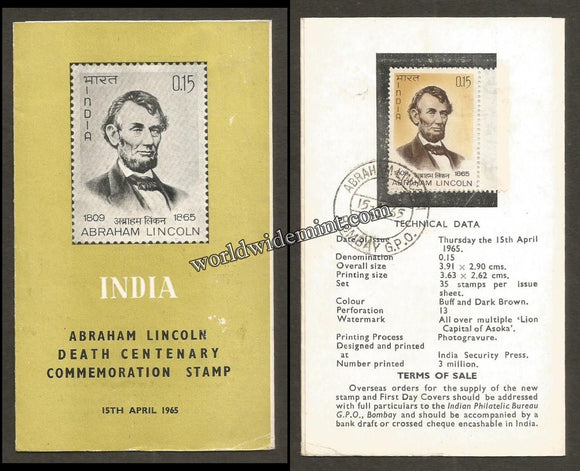 भारत
0.15
INDIA
1809 अब्राहम लिंकन 1865
ABRAHAM LINCOLN
INDIA
ABRAHAM LINCOLN
DEATH CENTENARY
COMMEMORATION STAMP
15TH APRIL 1965
भारत
0.15
INDIA
1809 अब्राहम लिंकन 1865
ABRAHAM LINCOLN
BOMBAY G.P.O.
TECHNICAL DATA
Date of issue Thursday the 15th April
1965.
Denomination 0.15
Overall size 3.91 × 2.90 cms.
Printing size 3.63 × 2.62 cms.
Set 35 stamps per issue
sheet.
Colour Buff and Dark Brown.
Perforation 13
Watermark All over multiple 'Lion
Capital of Asoka'.
Printing Process Photogravure.
Designed and printed
at India Security Press.
Number printed 3 million.
TERMS OF SALE
Overseas orders for the supply of the new
stamp and First Day Covers should be addressed
with full particulars to the Indian Philatelic Bureau
G.P.O., Bombay and should be accompanied by a
bank draft or crossed cheque encashable in India.
worldwidemint.com